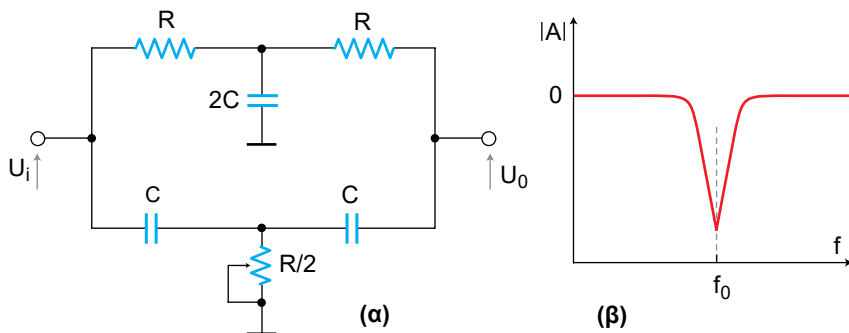 R
R
2C
U_i
U_0
C
C
R/2
(α)
|A|
0
f
f_0
(β)